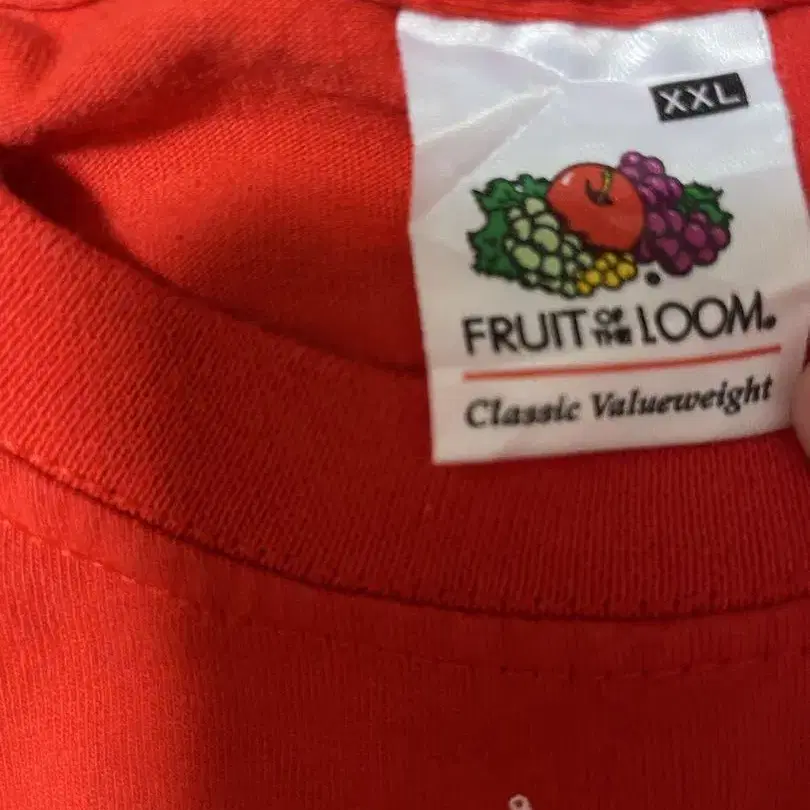 XXL
FRUIT OF THE LOOM.
Classic Valueweight